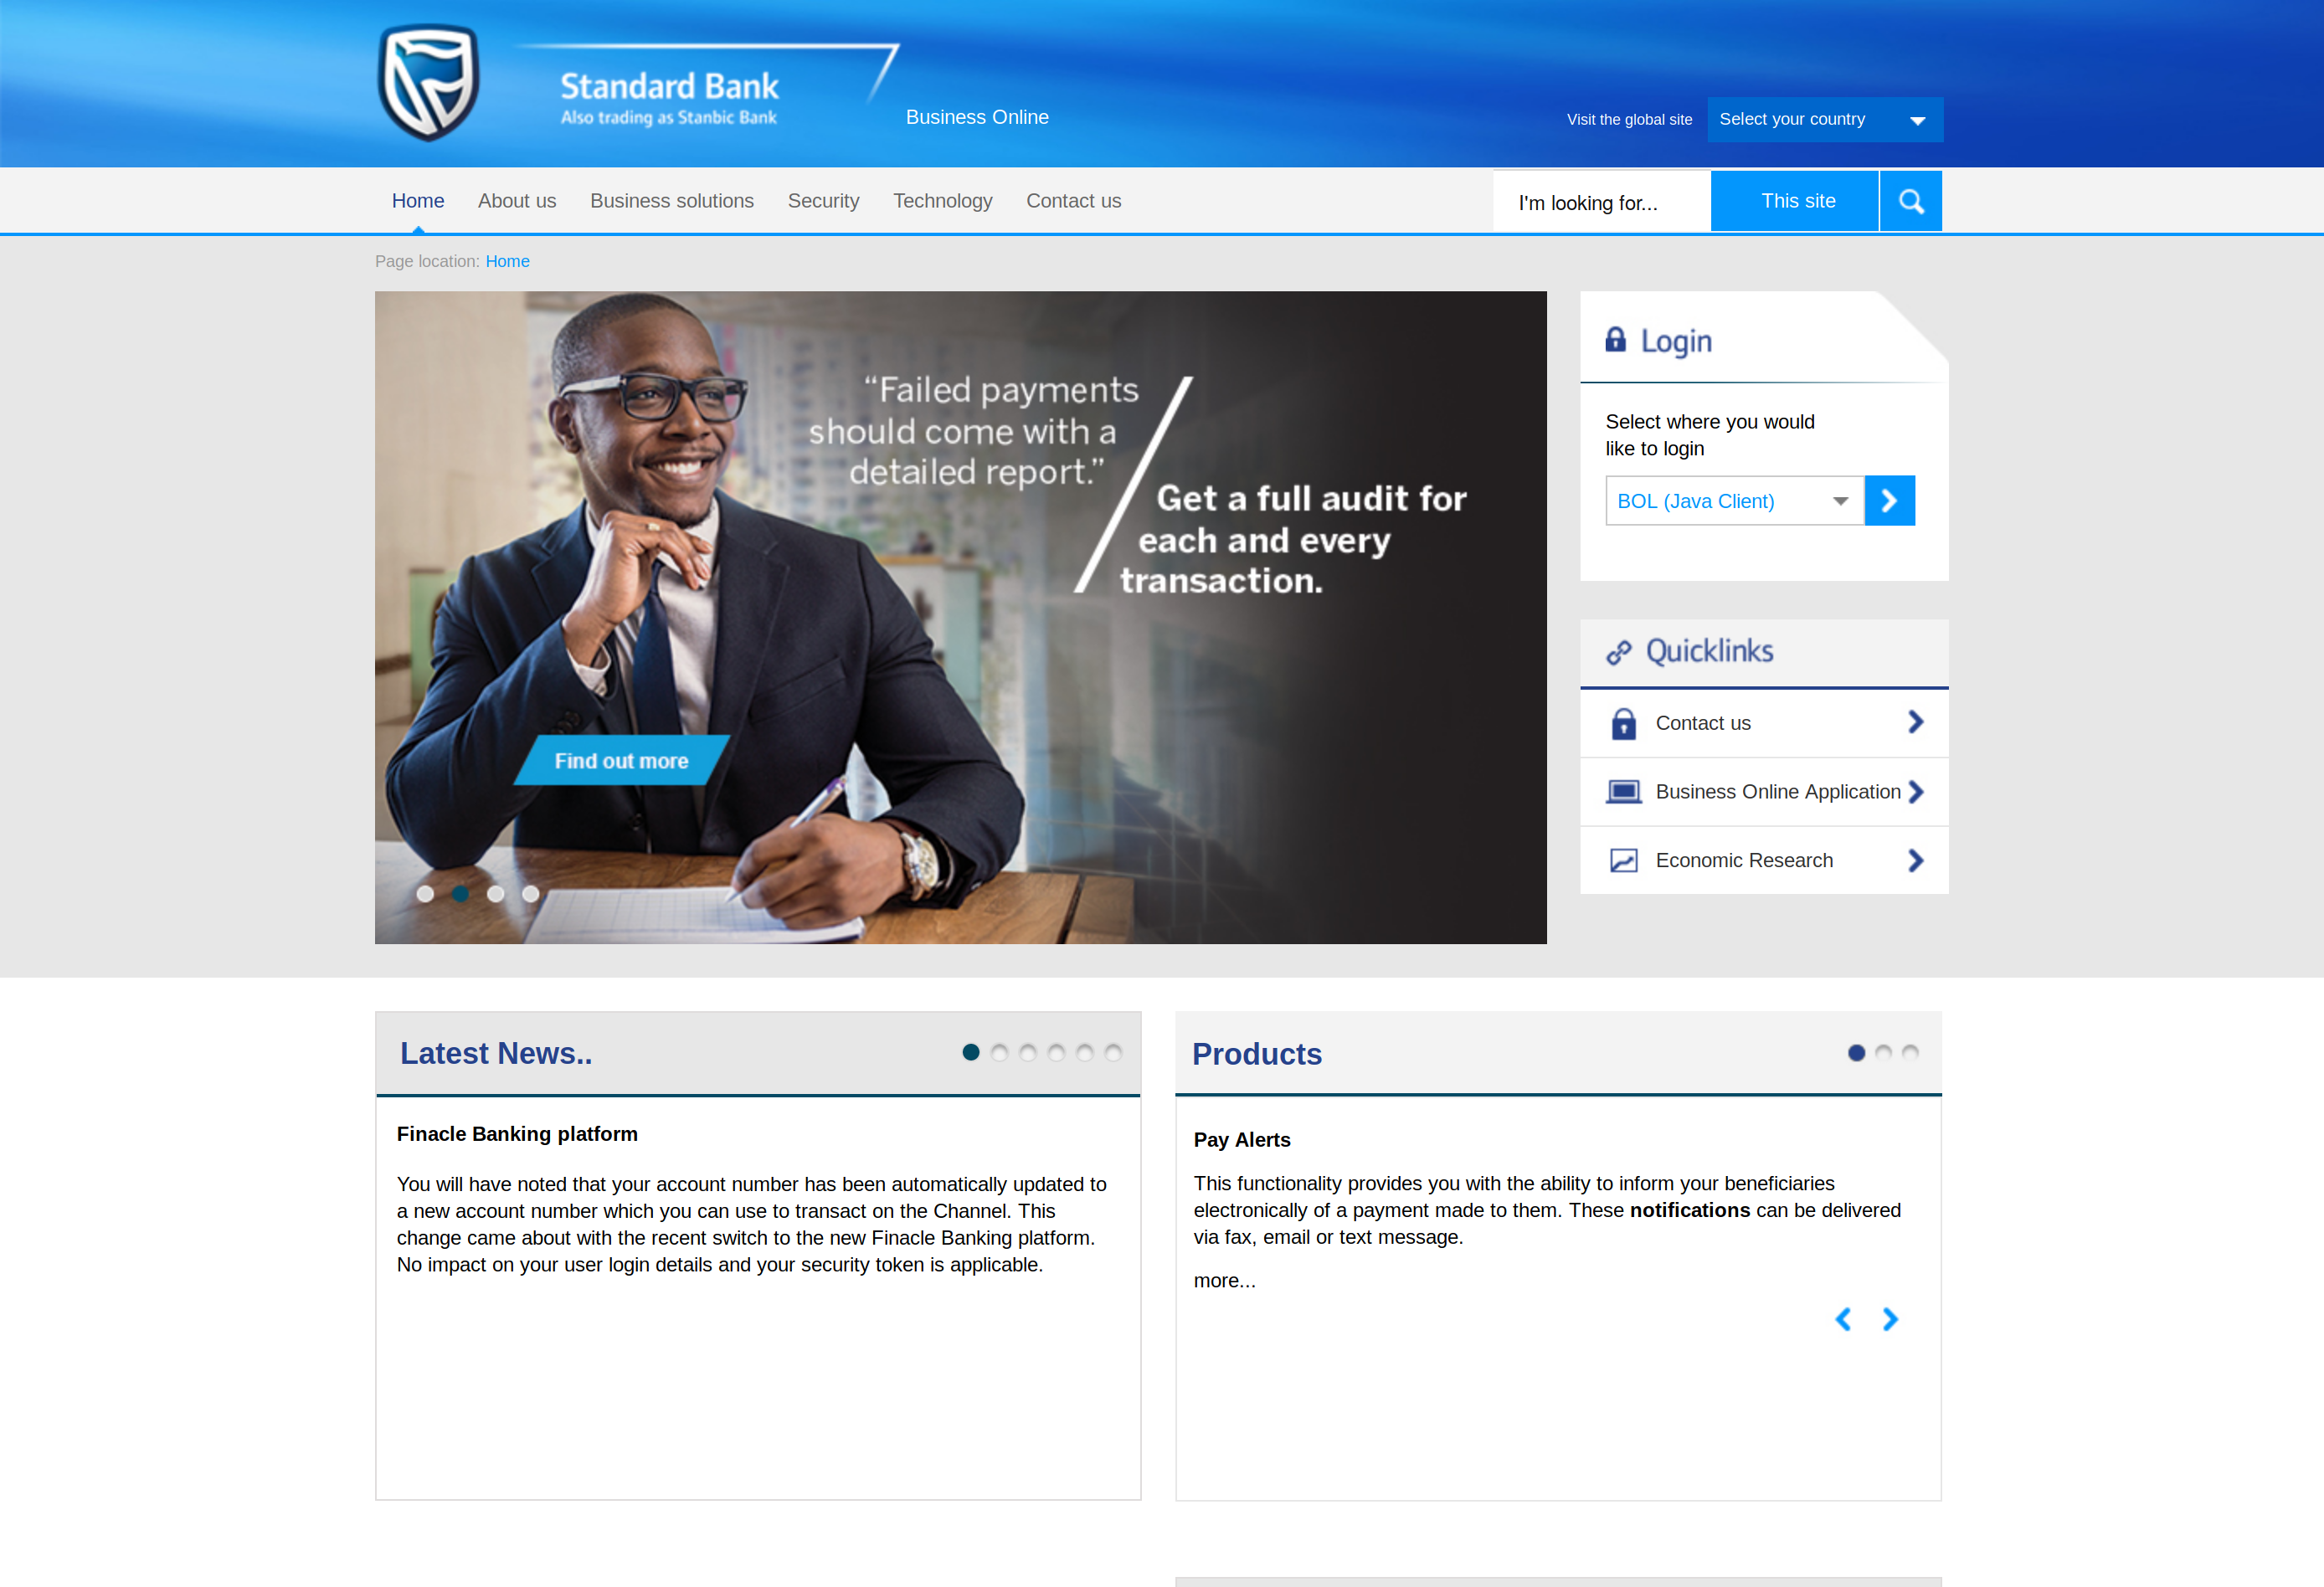 Standard Bank
Also trading as Stanbic Bank
Business Online
Visit the global site
Select your country
Home
About us
Business solutions
Security
Technology
Contact us
I'm looking for...
This site
Page location: Home
“Failed payments
should come with a
detailed report.”
Get a full audit for
each and every
transaction.
Find out more
Login
Select where you would
like to login
BOL (Java Client)
Quicklinks
Contact us
Business Online Application
Economic Research
Latest News..
Finacle Banking platform
You will have noted that your account number has been automatically updated to
a new account number which you can use to transact on the Channel. This
change came about with the recent switch to the new Finacle Banking platform.
No impact on your user login details and your security token is applicable.
Products
Pay Alerts
This functionality provides you with the ability to inform your beneficiaries
electronically of a payment made to them. These notifications can be delivered
via fax, email or text message.
more...